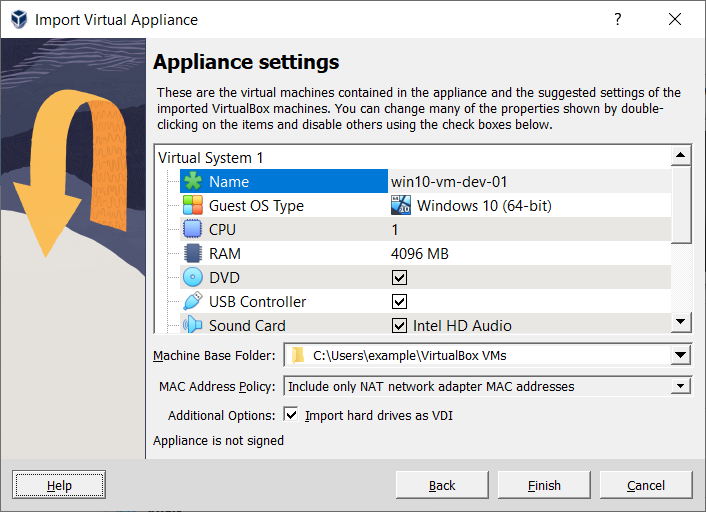 Import Virtual Appliance
Appliance settings
These are the virtual machines contained in the appliance and the suggested settings of the
imported VirtualBox machines. You can change many of the properties shown by double-
clicking on the items and disable others using the check boxes below.
Virtual System 1
Name win10-vm-dev-01
Guest OS Type Windows 10 (64-bit)
CPU 1
RAM 4096 MB
DVD
USB Controller
Sound Card Intel HD Audio
Machine Base Folder: C:\Users\example\VirtualBox VMs
MAC Address Policy: Include only NAT network adapter MAC addresses
Additional Options: Import hard drives as VDI
Appliance is not signed
Help Back Finish Cancel